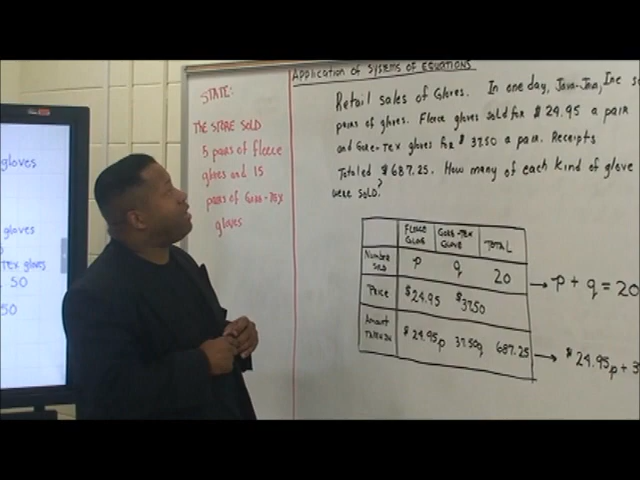 Application of Systems of Equations
STATE:
THE STORE SOLD
5 pairs of fleece
gloves and 15
pairs of GORE-TEX
gloves
Retail sales of Gloves. In one day, Java-Java, Inc so
pairs of gloves. Fleece gloves sold for $24.95 a pair
and Gore-Tex gloves for $37.50 a pair. Receipts
Totaled $687.25. How many of each kind of glove
were sold?
FLEECE GORE-TEX TOTAL
GLOVE GLOVE
Number p q 20
Price $24.95 $37.50
Amount $24.95p 37.50q 687.25
→ p + q = 20
→ $24.95p + 3
gloves
gloves
TEX gloves
50
50